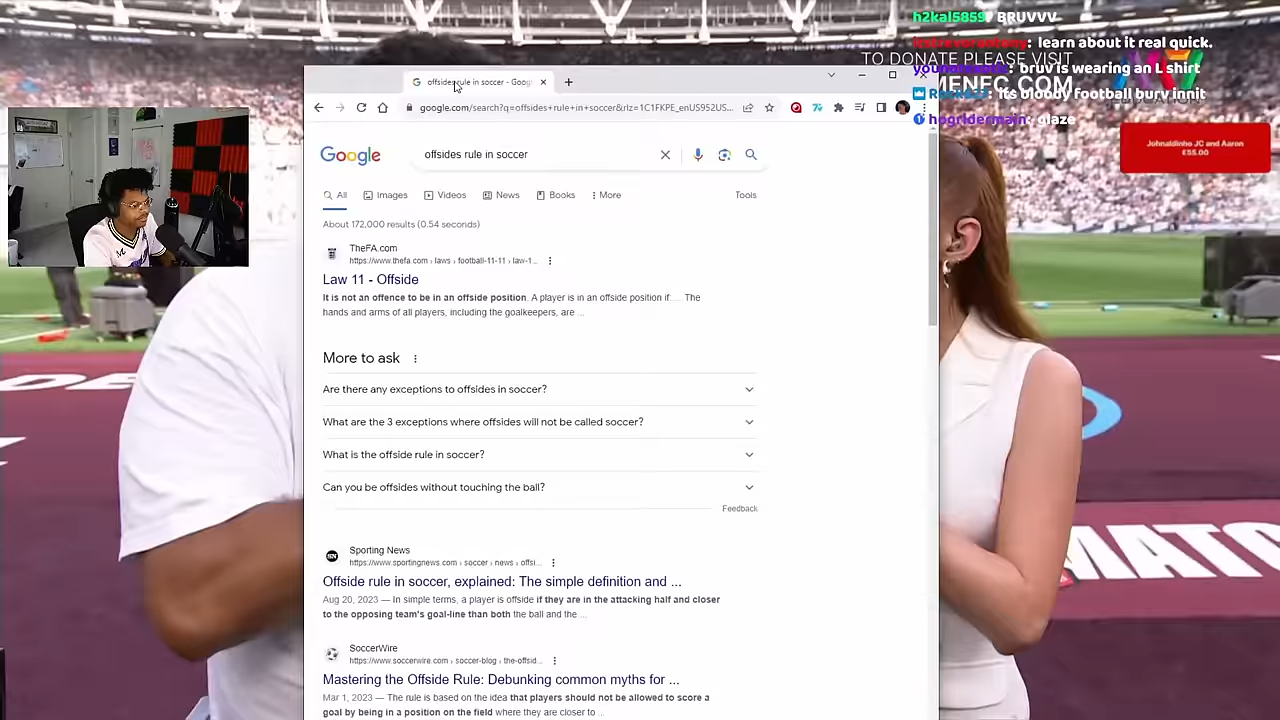 h2kal5859: BRUVVV
: learn about it real quick.
TO DONATE PLEASE VISIT
: bruv is wearing an L shirt
MENFC.COM
: its bloody football bury innit
hogridermain: glaze
Johnaldinho JC and Aaron
£55.00
offsides rule in soccer - Goog
google.com/search?q=offsides+rule+in+soccer&rlz=1C1FKPE_enUS952US...
Google
offsides rule in soccer
All Images Videos News Books More Tools
About 172,000 results (0.54 seconds)
TheFA.com
https://www.thefa.com › laws › football-11-11 › law-1...
Law 11 - Offside
It is not an offence to be in an offside position. A player is in an offside position if: ... The
hands and arms of all players, including the goalkeepers, are ...
More to ask
Are there any exceptions to offsides in soccer?
What are the 3 exceptions where offsides will not be called soccer?
What is the offside rule in soccer?
Can you be offsides without touching the ball?
Feedback
SN
Sporting News
https://www.sportingnews.com › soccer › news › offsi...
Offside rule in soccer, explained: The simple definition and ...
Aug 20, 2023 — In simple terms, a player is offside if they are in the attacking half and closer
to the opposing team's goal-line than both the ball and the ...
SoccerWire
https://www.soccerwire.com › soccer-blog › the-offsid...
Mastering the Offside Rule: Debunking common myths for ...
Mar 1, 2023 — The rule is based on the idea that players should not be allowed to score a
goal by being in a position on the field where they are closer to ...
MATC